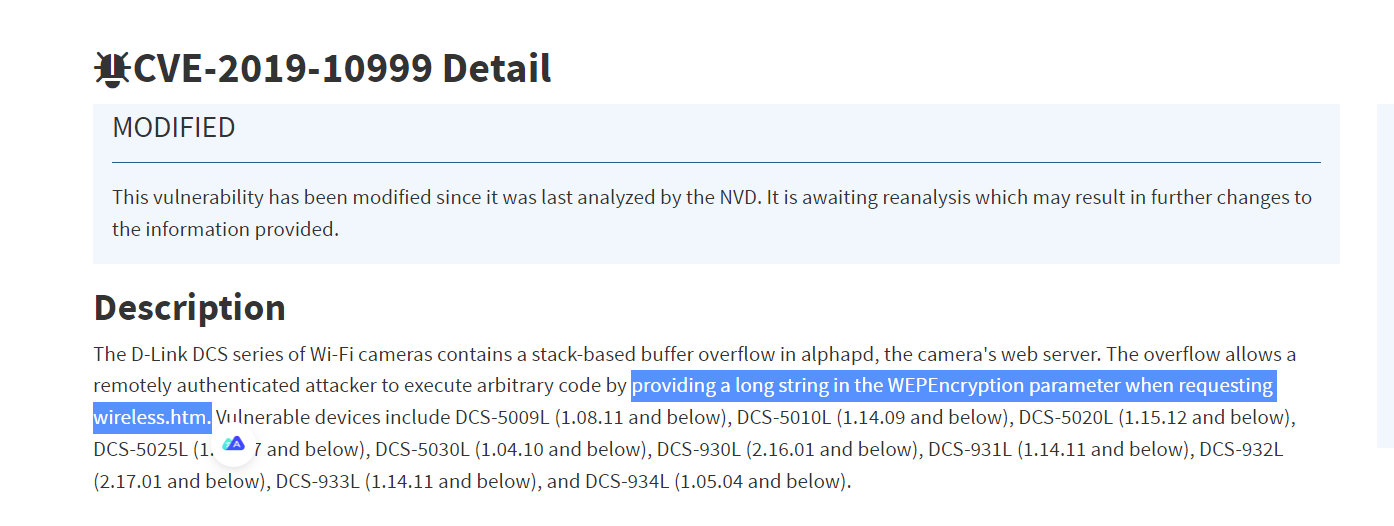 CVE-2019-10999 Detail
MODIFIED
This vulnerability has been modified since it was last analyzed by the NVD. It is awaiting reanalysis which may result in further changes to
the information provided.
Description
The D-Link DCS series of Wi-Fi cameras contains a stack-based buffer overflow in alphapd, the camera's web server. The overflow allows a
remotely authenticated attacker to execute arbitrary code by providing a long string in the WEPEncryption parameter when requesting
wireless.htm. Vulnerable devices include DCS-5009L (1.08.11 and below), DCS-5010L (1.14.09 and below), DCS-5020L (1.15.12 and below),
DCS-5025L (1. 7 and below), DCS-5030L (1.04.10 and below), DCS-930L (2.16.01 and below), DCS-931L (1.14.11 and below), DCS-932L
(2.17.01 and below), DCS-933L (1.14.11 and below), and DCS-934L (1.05.04 and below).